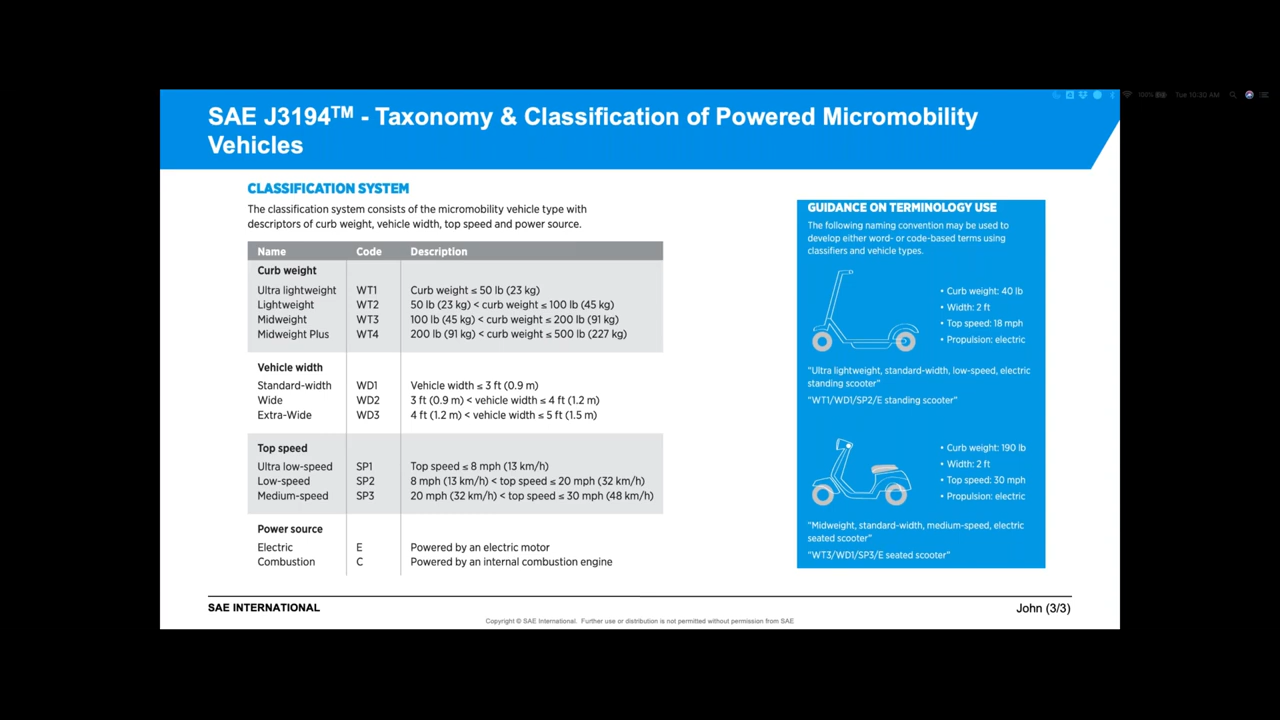 100%
Tue 10:30 AM
SAE J3194™ - Taxonomy & Classification of Powered Micromobility
Vehicles
CLASSIFICATION SYSTEM
The classification system consists of the micromobility vehicle type with
descriptors of curb weight, vehicle width, top speed and power source.
Name Code Description
Curb weight
Ultra lightweight WT1 Curb weight ≤ 50 lb (23 kg)
Lightweight WT2 50 lb (23 kg) < curb weight ≤ 100 lb (45 kg)
Midweight WT3 100 lb (45 kg) < curb weight ≤ 200 lb (91 kg)
Midweight Plus WT4 200 lb (91 kg) < curb weight ≤ 500 lb (227 kg)
Vehicle width
Standard-width WD1 Vehicle width ≤ 3 ft (0.9 m)
Wide WD2 3 ft (0.9 m) < vehicle width ≤ 4 ft (1.2 m)
Extra-Wide WD3 4 ft (1.2 m) < vehicle width ≤ 5 ft (1.5 m)
Top speed
Ultra low-speed SP1 Top speed ≤ 8 mph (13 km/h)
Low-speed SP2 8 mph (13 km/h) < top speed ≤ 20 mph (32 km/h)
Medium-speed SP3 20 mph (32 km/h) < top speed ≤ 30 mph (48 km/h)
Power source
Electric E Powered by an electric motor
Combustion C Powered by an internal combustion engine
GUIDANCE ON TERMINOLOGY USE
The following naming convention may be used to
develop either word- or code-based terms using
classifiers and vehicle types.
• Curb weight: 40 lb
• Width: 2 ft
• Top speed: 18 mph
• Propulsion: electric
"Ultra lightweight, standard-width, low-speed, electric
standing scooter"
"WT1/WD1/SP2/E standing scooter"
• Curb weight: 190 lb
• Width: 2 ft
• Top speed: 30 mph
• Propulsion: electric
"Midweight, standard-width, medium-speed, electric
seated scooter"
"WT3/WD1/SP3/E seated scooter"
SAE INTERNATIONAL
John (3/3)
Copyright © SAE International. Further use or distribution is not permitted without permission from SAE